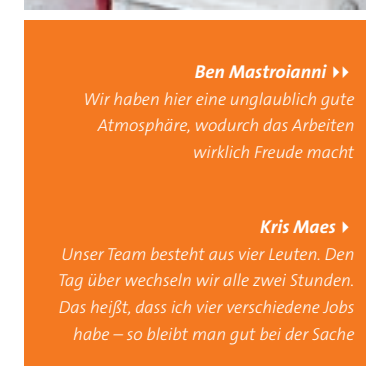 Ben Mastroianni ▸▸
Wir haben hier eine unglaublich gute
Atmosphäre, wodurch das Arbeiten
wirklich Freude macht
Kris Maes ▸
Unser Team besteht aus vier Leuten. Den
Tag über wechseln wir alle zwei Stunden.
Das heißt, dass ich vier verschiedene Jobs
habe – so bleibt man gut bei der Sache